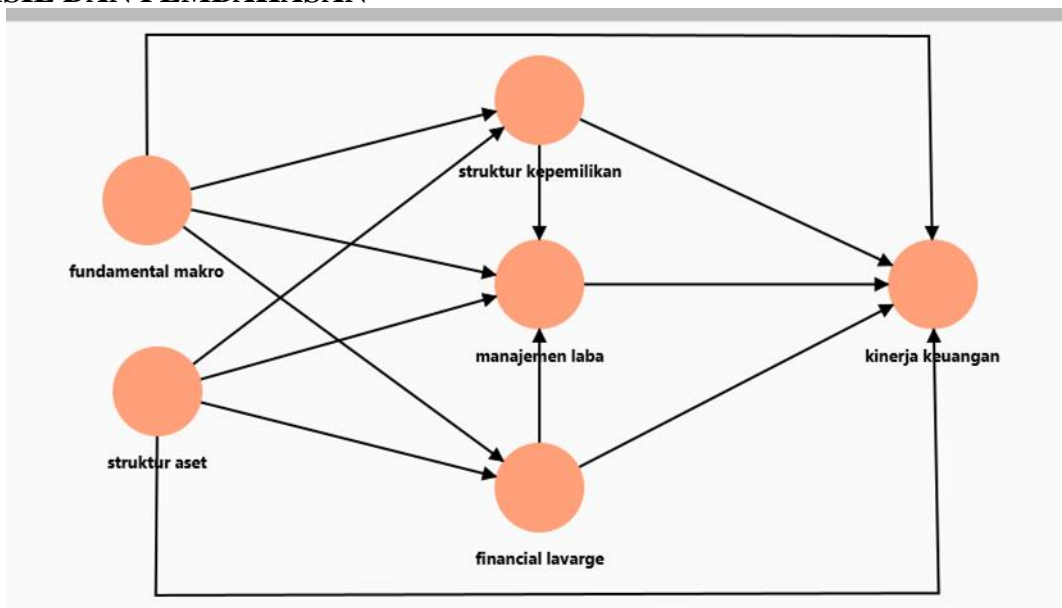 struktur kepemilikan
fundamental makro
manajemen laba
kinerja keuangan
struktur aset
financial lavarge